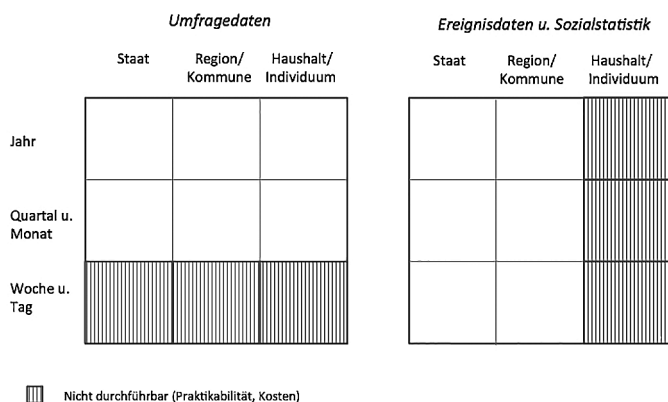 Umfragedaten
Ereignisdaten u. Sozialstatistik
Staat
Region/
Kommune
Haushalt/
Individuum
Staat
Region/
Kommune
Haushalt/
Individuum
Jahr
Quartal u.
Monat
Woche u.
Tag
Nicht durchführbar (Praktikabilität, Kosten)